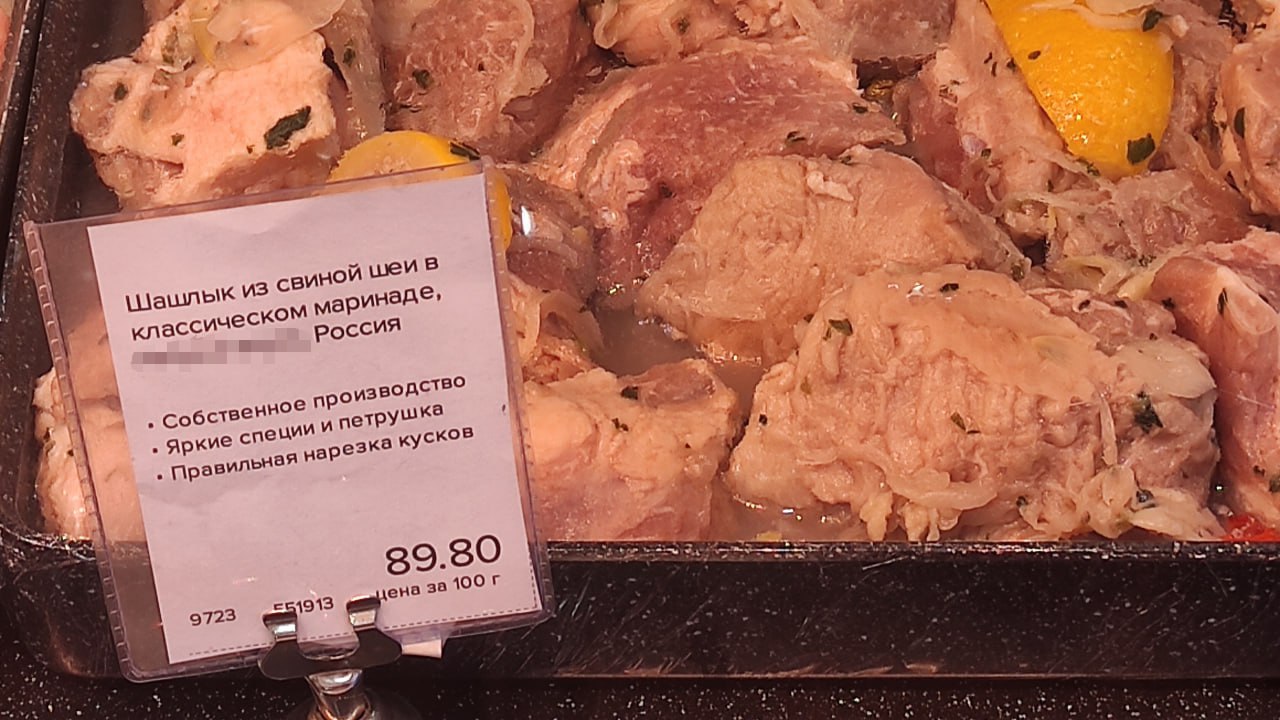 Шашлык из свиной шеи в
классическом маринаде,
Россия
• Собственное производство
• Яркие специи и петрушка
• Правильная нарезка кусков
89.80
цена за 100 г
9723 551913